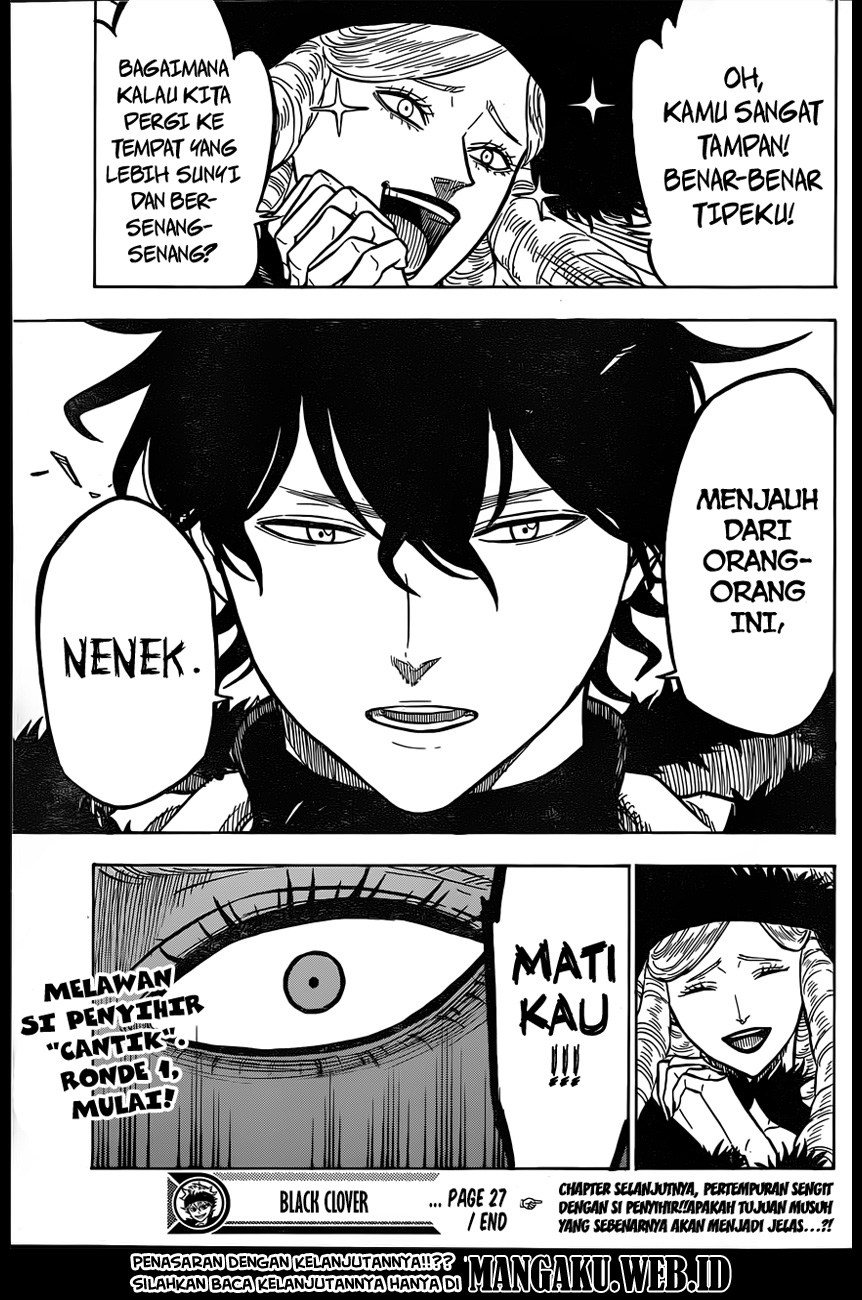 OH,
KAMU SANGAT
TAMPAN!
BENAR-BENAR
TIPEKU!
BAGAIMANA
KALAU KITA
PERGI KE
TEMPAT YANG
LEBIH SUNYI
DAN BER-
SENANG-
SENANG?
MENJAUH
DARI
ORANG-
ORANG
INI,
NENEK.
MATI
KAU
!!!
MELAWAN
SI PENYIHIR
"CANTIK".
RONDE 1,
MULAI!
BLACK CLOVER
... PAGE 27
/ END
CHAPTER SELANJUTNYA, PERTEMPURAN SENGIT
DENGAN SI PENYIHIR!!APAKAH TUJUAN MUSUH
YANG SEBENARNYA AKAN MENJADI JELAS...?!
PENASARAN DENGAN KELANJUTANNYA!!??
SILAHKAN BACA KELANJUTANNYA HANYA DI MANGAKU.WEB.ID